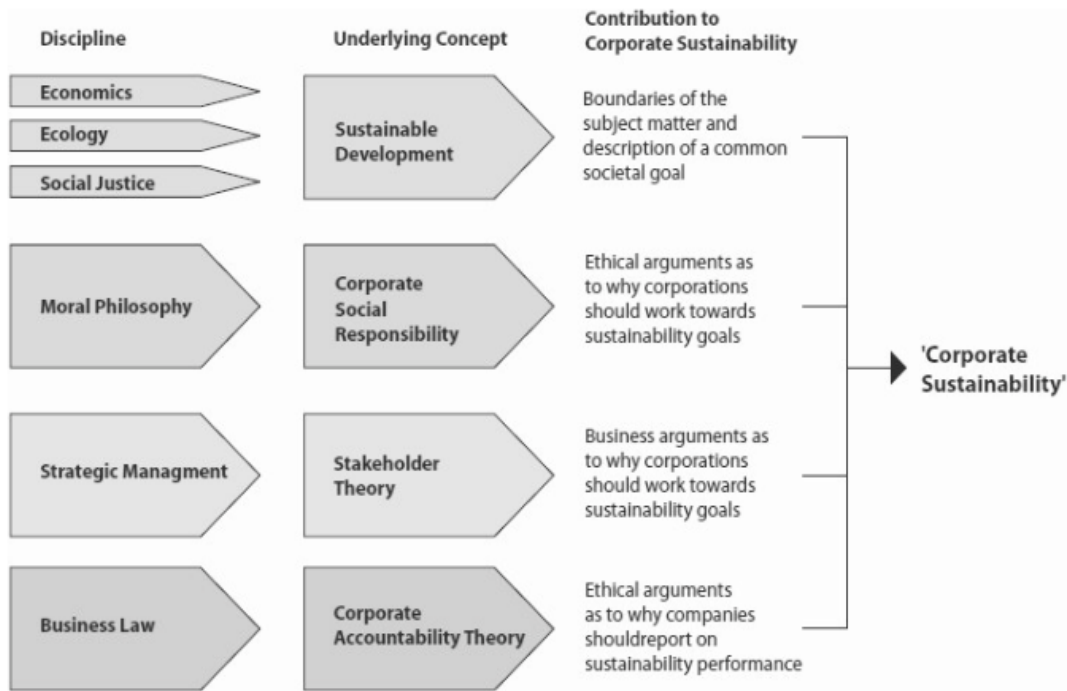 Discipline
Underlying Concept
Contribution to
Corporate Sustainability
Economics
Ecology
Social Justice
Sustainable
Development
Boundaries of the
subject matter and
description of a common
societal goal
Moral Philosophy
Corporate
Social
Responsibility
Ethical arguments as
to why corporations
should work towards
sustainability goals
'Corporate
Sustainability'
Strategic Managment
Stakeholder
Theory
Business arguments as
to why corporations
should work towards
sustainability goals
Business Law
Corporate
Accountability Theory
Ethical arguments
as to why companies
shouldreport on
sustainability performance